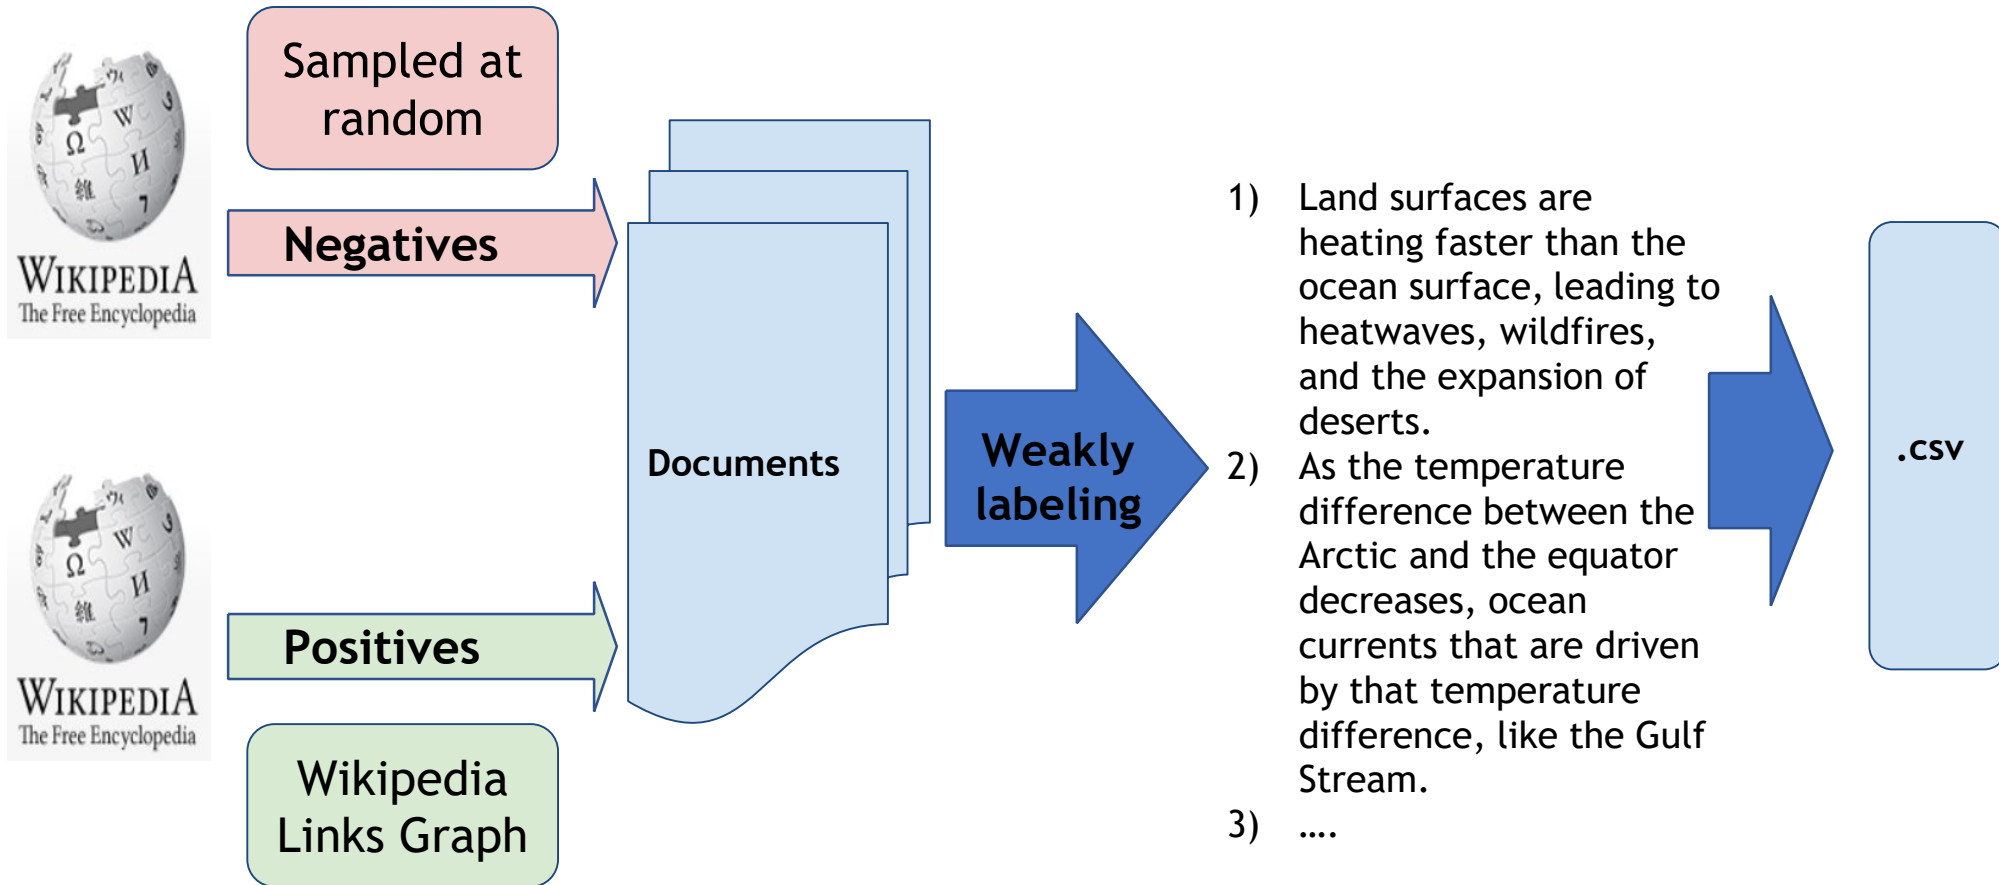 Sampled at
random
WIKIPEDIA
The Free Encyclopedia
Negatives
Documents
WIKIPEDIA
The Free Encyclopedia
Positives
Wikipedia
Links Graph
Weakly
labeling
1) Land surfaces are
heating faster than the
ocean surface, leading to
heatwaves, wildfires,
and the expansion of
deserts.
2) As the temperature
difference between the
Arctic and the equator
decreases, ocean
currents that are driven
by that temperature
difference, like the Gulf
Stream.
3) ....
.csv